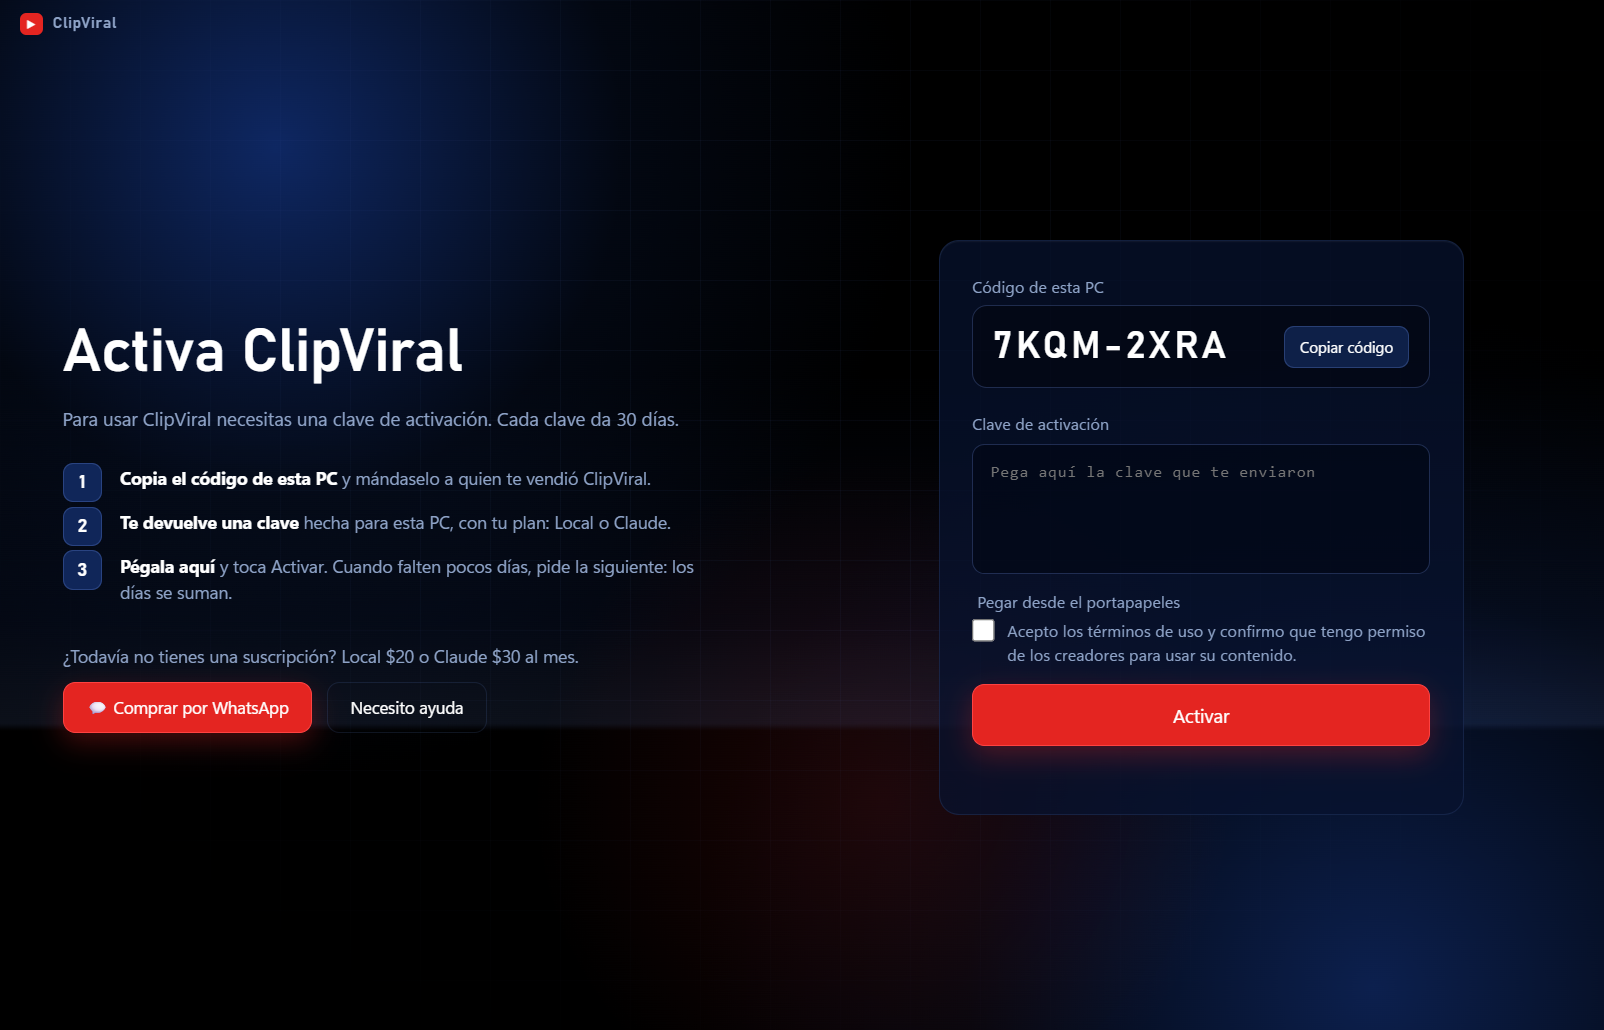 ClipViral
Activa ClipViral
Para usar ClipViral necesitas una clave de activación. Cada clave da 30 días.
1 Copia el código de esta PC y mándaselo a quien te vendió ClipViral.
2 Te devuelve una clave hecha para esta PC, con tu plan: Local o Claude.
3 Pégala aquí y toca Activar. Cuando falten pocos días, pide la siguiente: los
días se suman.
¿Todavía no tienes una suscripción? Local $20 o Claude $30 al mes.
Comprar por WhatsApp
Necesito ayuda
Código de esta PC
7KQM-2XRA
Copiar código
Clave de activación
Pega aquí la clave que te enviaron
Pegar desde el portapapeles
Acepto los términos de uso y confirmo que tengo permiso
de los creadores para usar su contenido.
Activar